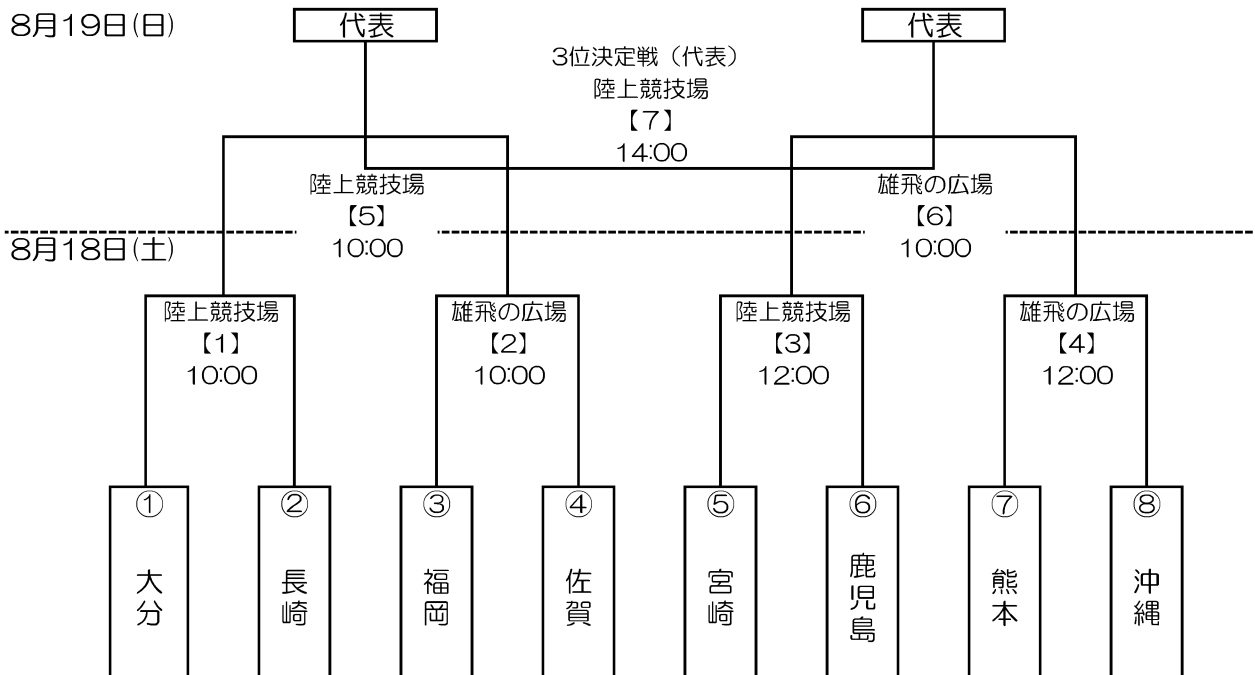 8月19日(日)
代表
代表
3位決定戦（代表）
陸上競技場
【7】
14:00
陸上競技場
【5】
10:00
雄飛の広場
【6】
10:00
8月18日(土)
陸上競技場
【1】
10:00
雄飛の広場
【2】
10:00
陸上競技場
【3】
12:00
雄飛の広場
【4】
12:00
①
大分
②
長崎
③
福岡
④
佐賀
⑤
宮崎
⑥
鹿児島
⑦
熊本
⑧
沖縄